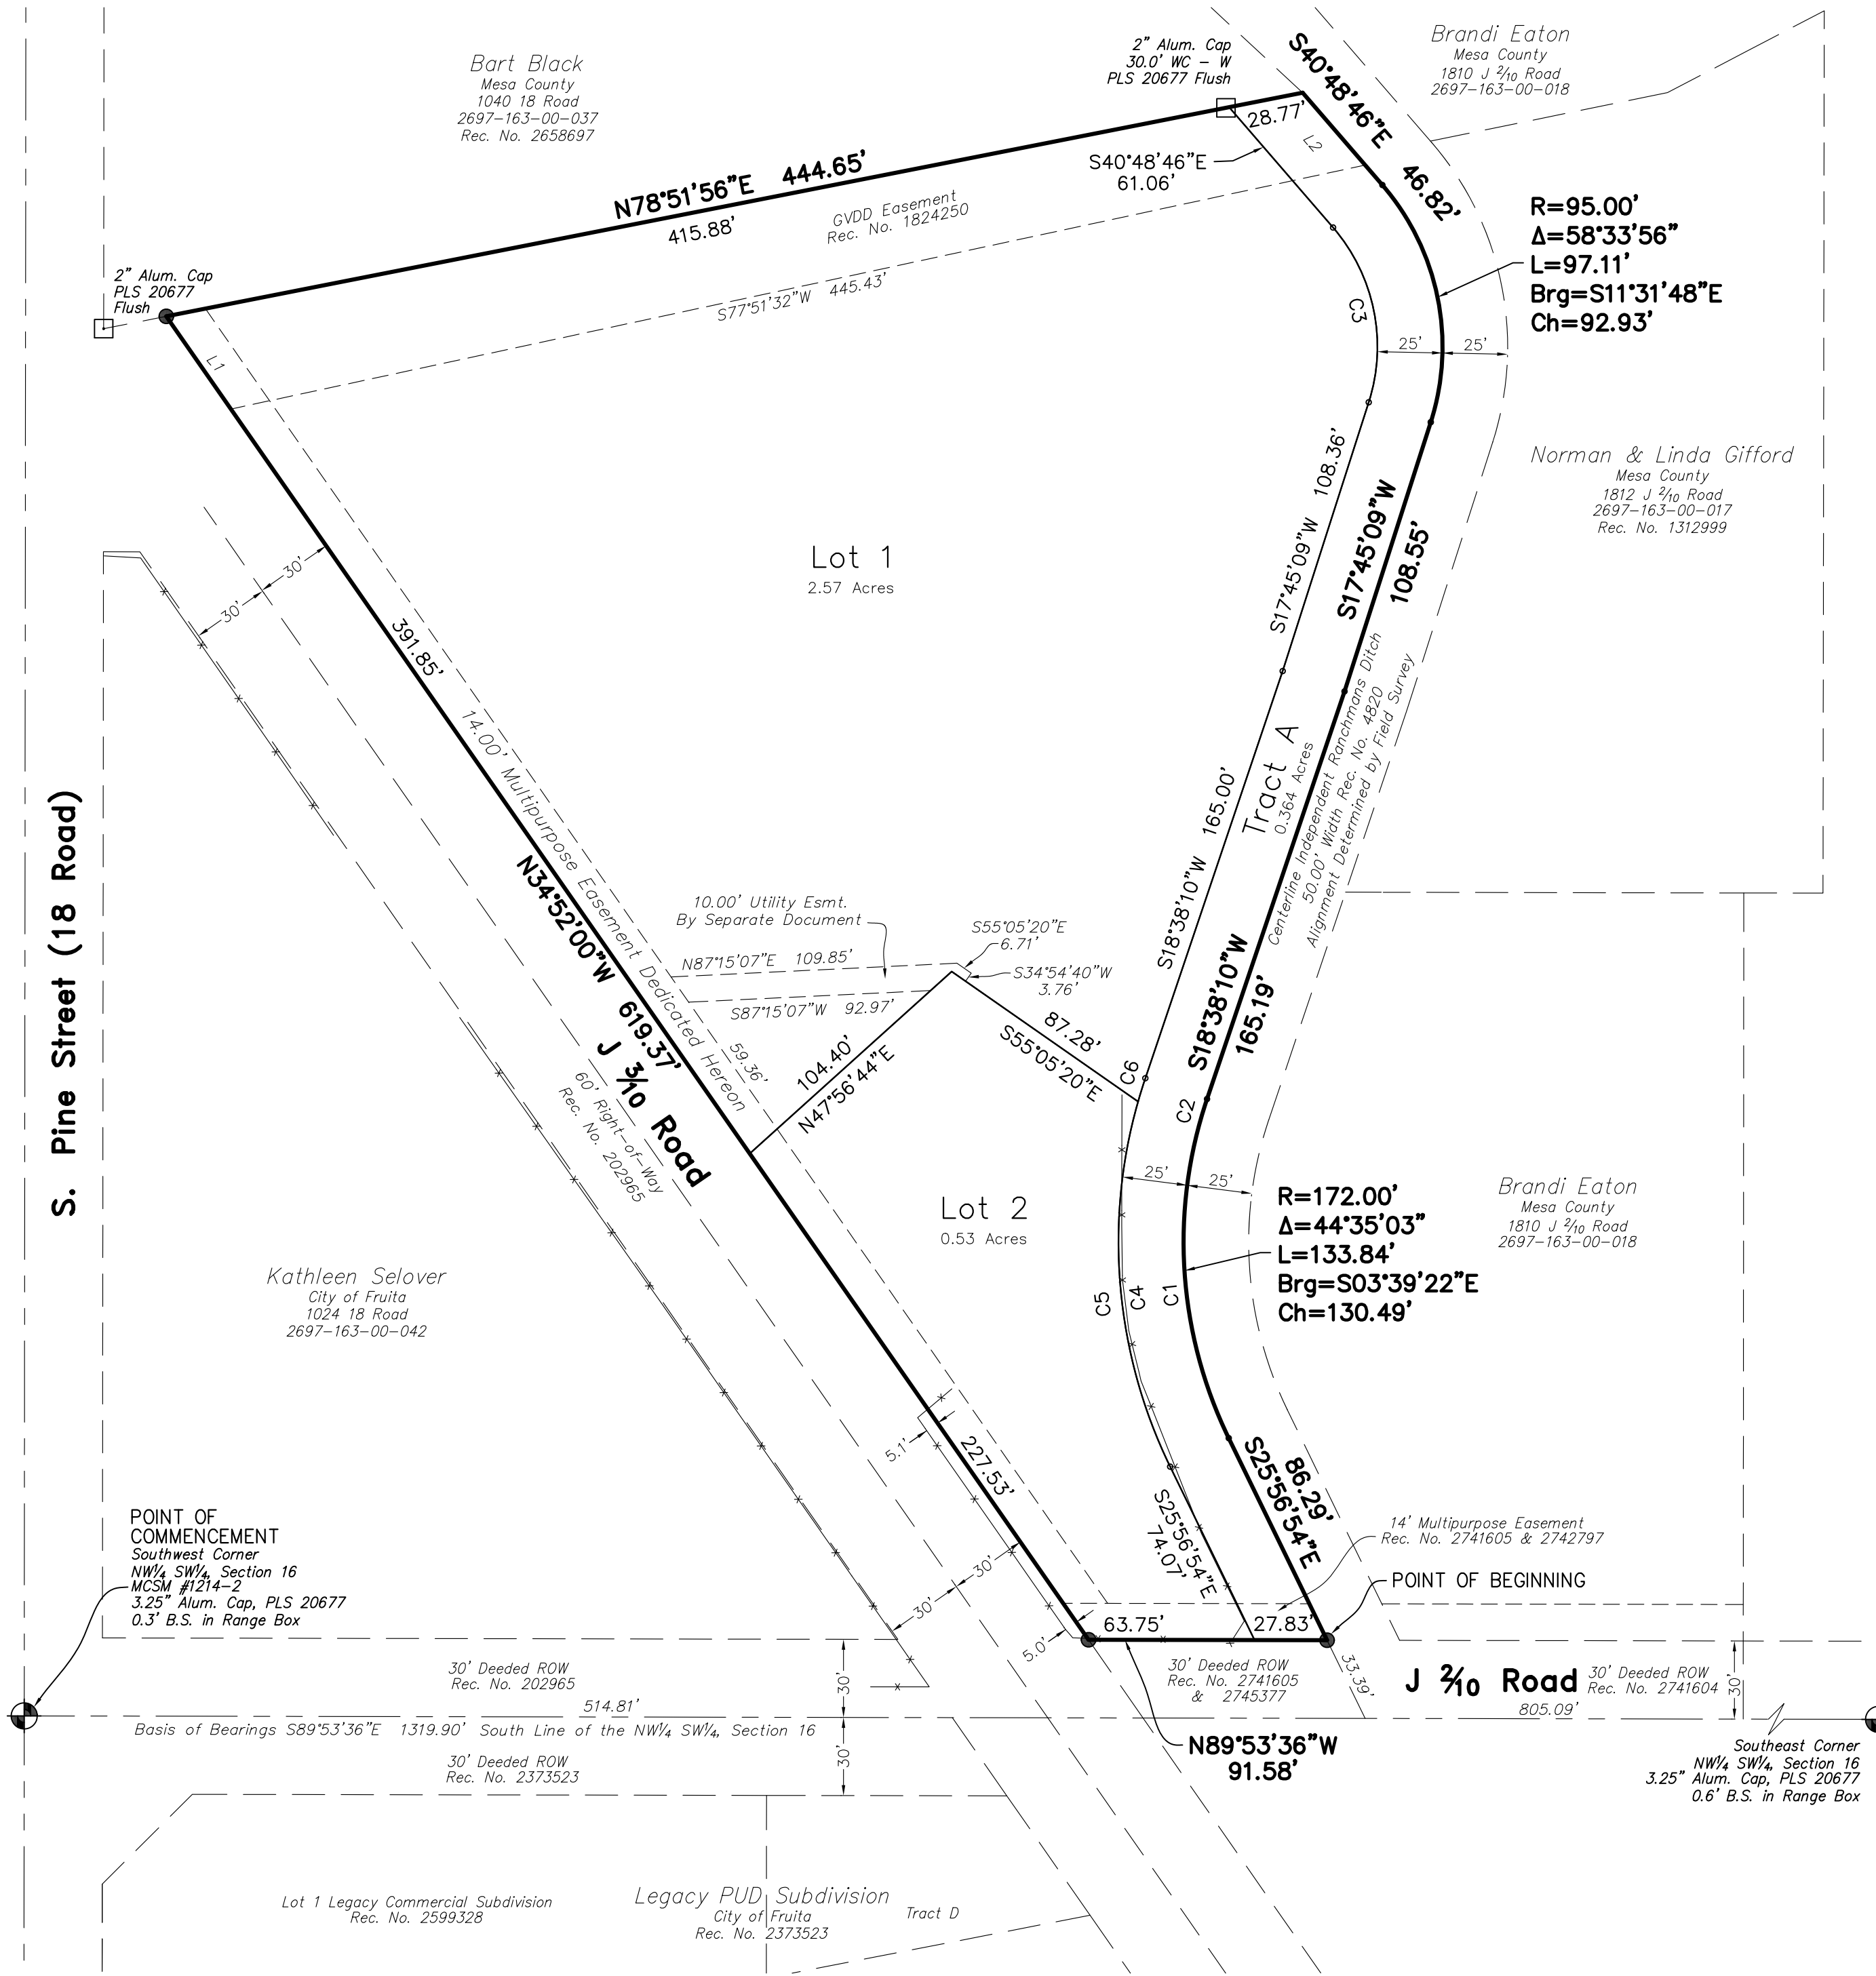 Bart Black
Mesa County
1040 18 Road
2697-163-00-037
Rec. No. 2658697
2" Alum. Cap
30.0' WC - W
PLS 20677 Flush
Brandi Eaton
Mesa County
1810 J 2/10 Road
2697-163-00-018
S40°48'46"E 46.82'
28.77'
L2
S40°48'46"E
61.06'
N78°51'56"E 444.65'
415.88'
GVDD Easement
Rec. No. 1824250
S77°51'32"W 445.43'
R=95.00'
Δ=58°33'56"
L=97.11'
Brg=S11°31'48"E
Ch=92.93'
2" Alum. Cap
PLS 20677
Flush
L1
C3
25'
25'
Norman & Linda Gifford
Mesa County
1812 J 2/10 Road
2697-163-00-017
Rec. No. 1312999
S17°45'09"W 108.36'
S17°45'09"W
108.55'
Lot 1
2.57 Acres
30'
30'
391.85'
14.00' Multipurpose Easement Dedicated Hereon
Tract A
0.364 Acres
Centerline Independent Ranchmans Ditch
50.00' Width Rec. No. 4820
Alignment Determined by Field Survey
S18°38'10"W 165.00'
S18°38'10"W
165.19'
S. Pine Street (18 Road)
N34°52'00"W 619.37'
J 3/10 Road
60' Right-of-Way
Rec. No. 202965
10.00' Utility Esmt.
By Separate Document
N87°15'07"E 109.85'
S87°15'07"W 92.97'
S55°05'20"E
6.71'
S34°54'40"W
3.76'
59.36'
104.40'
N47°56'44"E
87.28'
S55°05'20"E
C6
C2
25'
25'
Lot 2
0.53 Acres
R=172.00'
Δ=44°35'03"
L=133.84'
Brg=S03°39'22"E
Ch=130.49'
Brandi Eaton
Mesa County
1810 J 2/10 Road
2697-163-00-018
C5
C4
C1
Kathleen Selover
City of Fruita
1024 18 Road
2697-163-00-042
5.1'
227.53'
S25°56'54"E
74.07'
86.29'
S25°56'54"E
14' Multipurpose Easement
Rec. No. 2741605 & 2742797
POINT OF BEGINNING
POINT OF
COMMENCEMENT
Southwest Corner
NW1/4 SW1/4, Section 16
MCSM #1214-2
3.25" Alum. Cap, PLS 20677
0.3' B.S. in Range Box
30'
30'
5.0'
63.75'
27.83'
33.39'
30' Deeded ROW
Rec. No. 202965
30'
514.81'
30' Deeded ROW
Rec. No. 2741605
& 2745377
J 2/10 Road
30' Deeded ROW
Rec. No. 2741604
30'
805.09'
Basis of Bearings S89°53'36"E 1319.90' South Line of the NW1/4 SW1/4, Section 16
30' Deeded ROW
Rec. No. 2373523
30'
N89°53'36"W
91.58'
Southeast Corner
NW1/4 SW1/4, Section 16
3.25" Alum. Cap, PLS 20677
0.6' B.S. in Range Box
Lot 1 Legacy Commercial Subdivision
Rec. No. 2599328
Legacy PUD Subdivision
City of Fruita
Rec. No. 2373523
Tract D